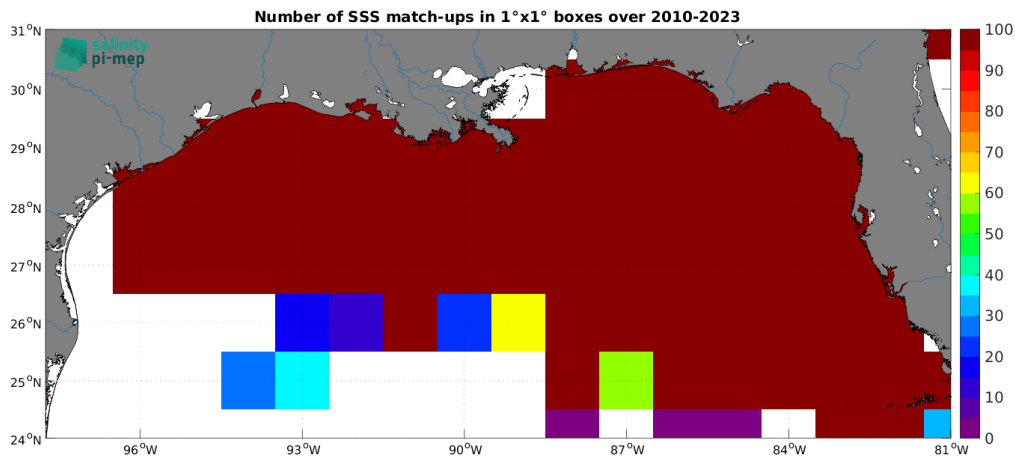 Number of SSS match-ups in 1°x1° boxes over 2010-2023
salinity
pi-mep
31°N
30°N
29°N
28°N
27°N
26°N
25°N
24°N
96°W
93°W
90°W
87°W
84°W
81°W
100
90
80
70
60
50
40
30
20
10
0